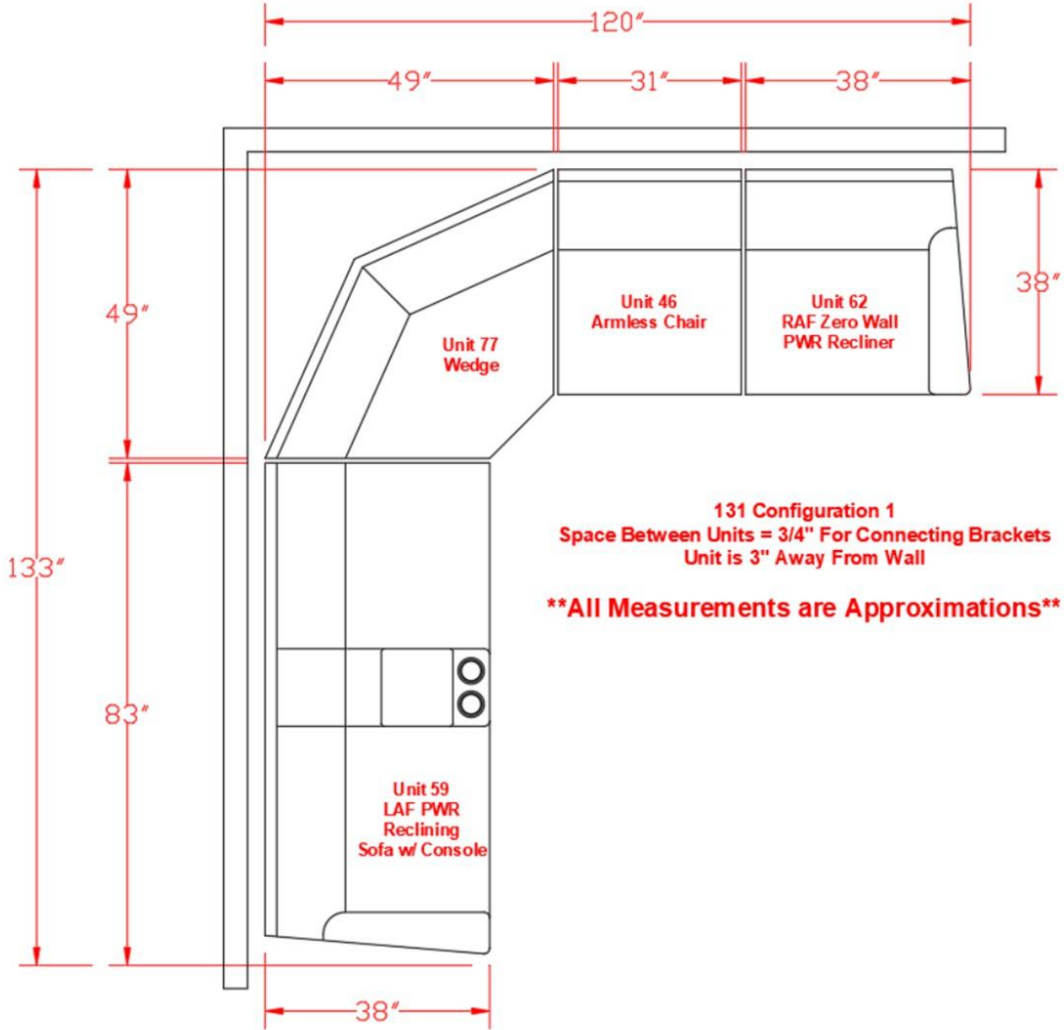 120"
49"
31"
38"
49"
38"
Unit 46
Armless Chair
Unit 62
RAF Zero Wall
PWR Recliner
Unit 77
Wedge
131 Configuration 1
Space Between Units = 3/4" For Connecting Brackets
Unit is 3" Away From Wall
133"
**All Measurements are Approximations**
83"
Unit 59
LAF PWR
Reclining
Sofa w/ Console
38"